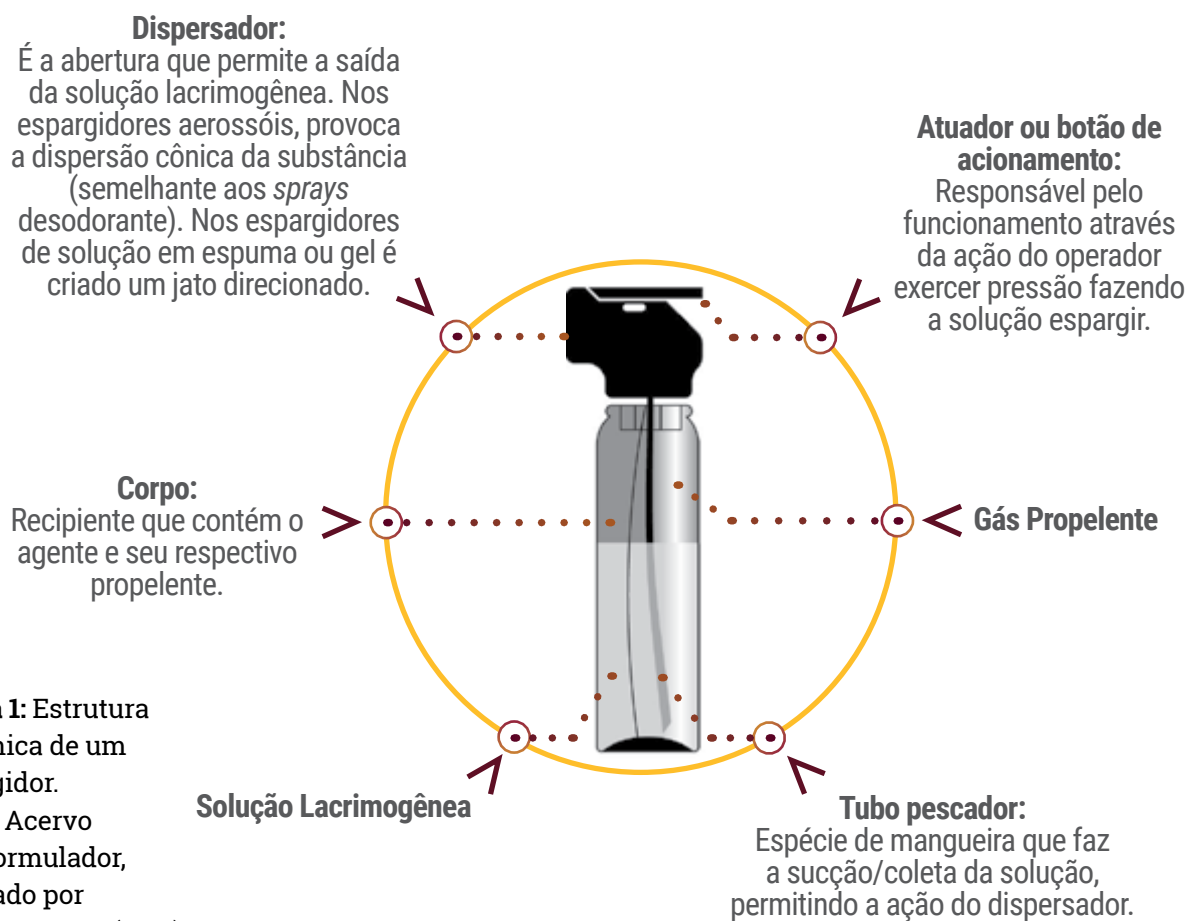 Dispersador:
É a abertura que permite a saída
da solução lacrimogênea. Nos
espargidores aerossóis, provoca
a dispersão cônica da substância
(semelhante aos sprays
desodorante). Nos espargidores
de solução em espuma ou gel é
criado um jato direcionado.
Atuador ou botão de
acionamento:
Responsável pelo
funcionamento através
da ação do operador
exercer pressão fazendo
a solução espargir.
Corpo:
Recipiente que contém o
agente e seu respectivo
propelente.
Gás Propelente
1: Estrutura
de um
Acervo
por
Solução Lacrimogênea
Tubo pescador:
Espécie de mangueira que faz
a sucção/coleta da solução,
permitindo a ação do dispersador.